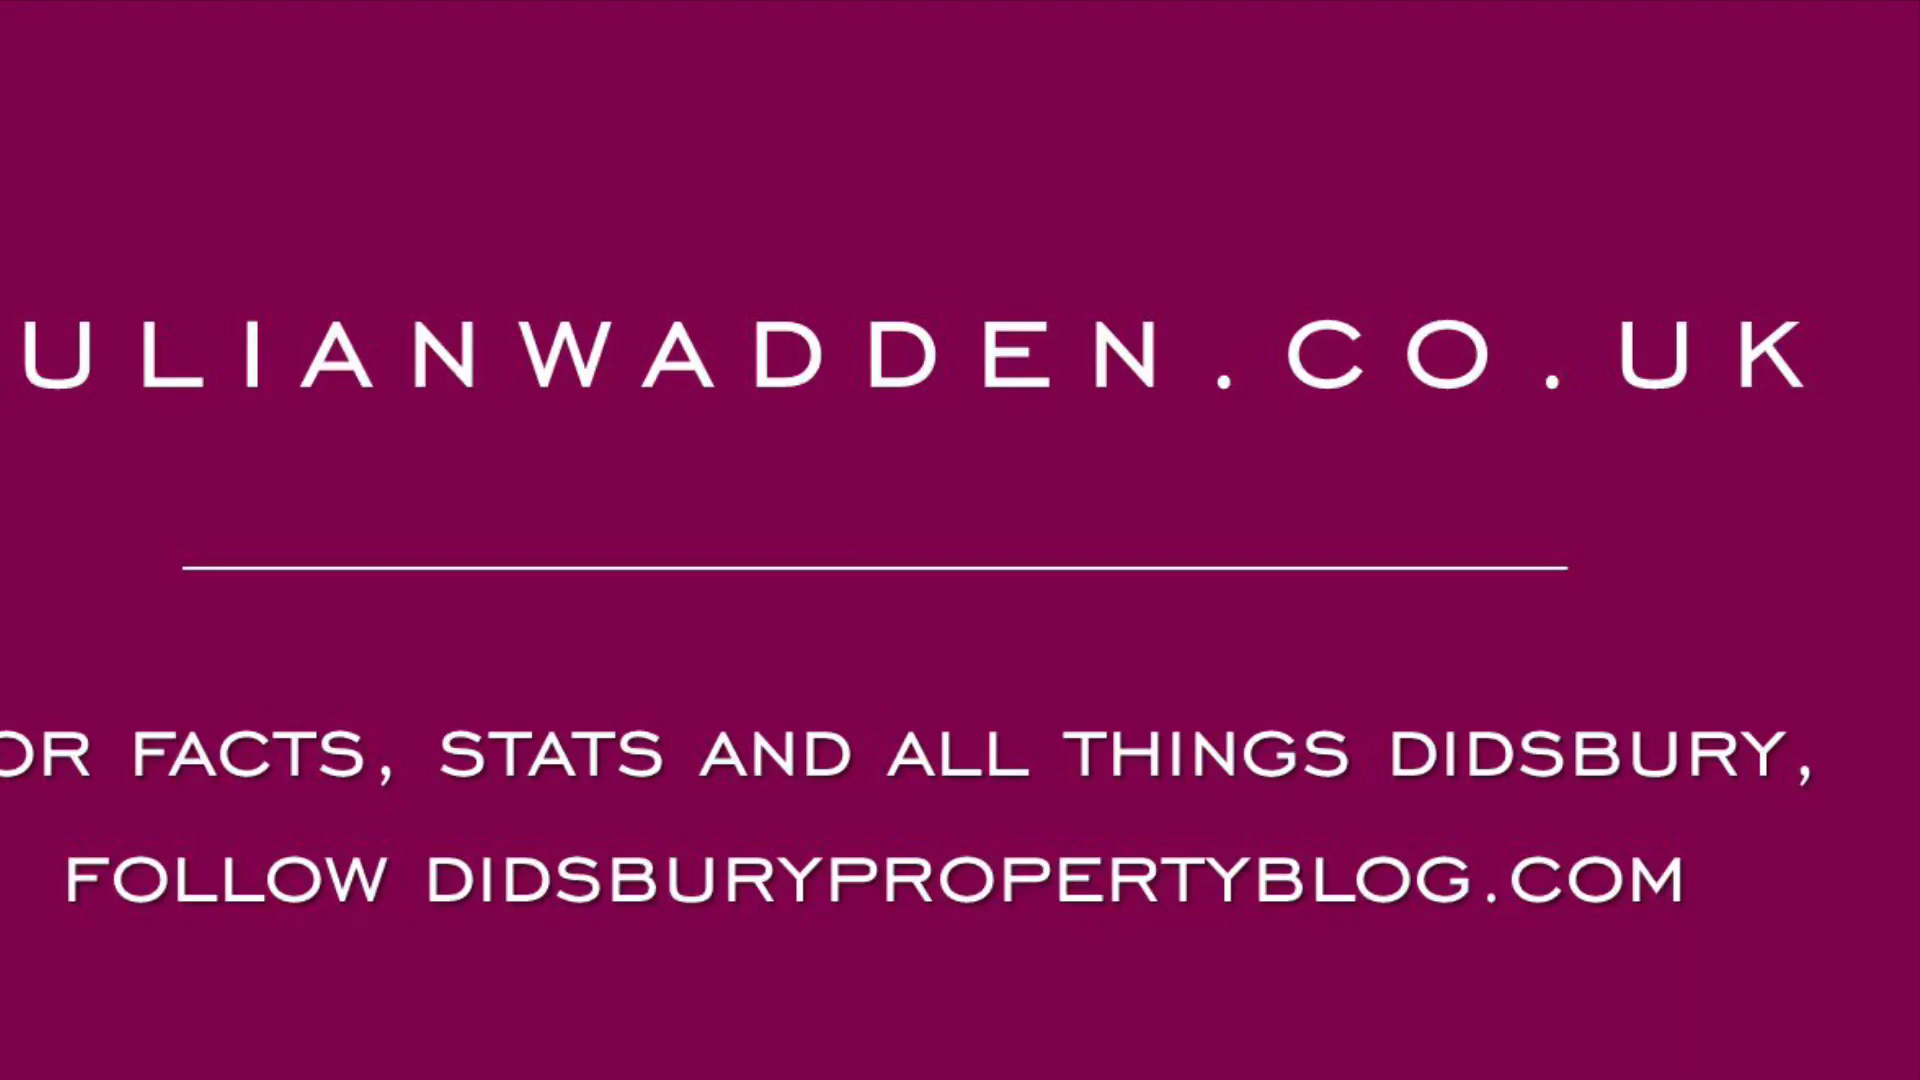 ULIANWADDEN.CO.UK
OR FACTS, STATS AND ALL THINGS DIDSBURY,
FOLLOW DIDSBURYPROPERTYBLOG.COM